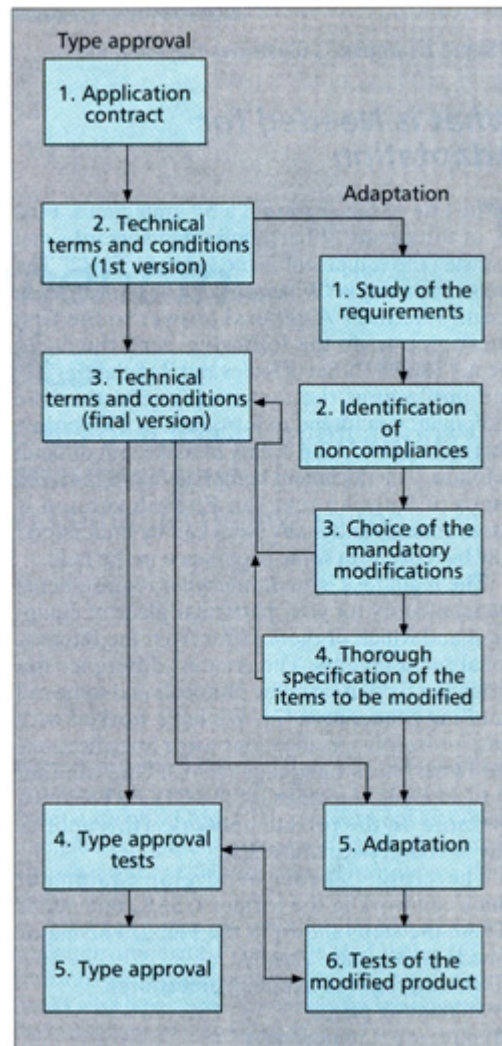 Type approval
1. Application
contract
2. Technical
terms and conditions
(1st version)
3. Technical
terms and conditions
(final version)
4. Type approval
tests
5. Type approval
Adaptation
1. Study of the
requirements
2. Identification
of
noncompliances
3. Choice of the
mandatory
modifications
4. Thorough
specification of the
items to be modified
5. Adaptation
6. Tests of the
modified product